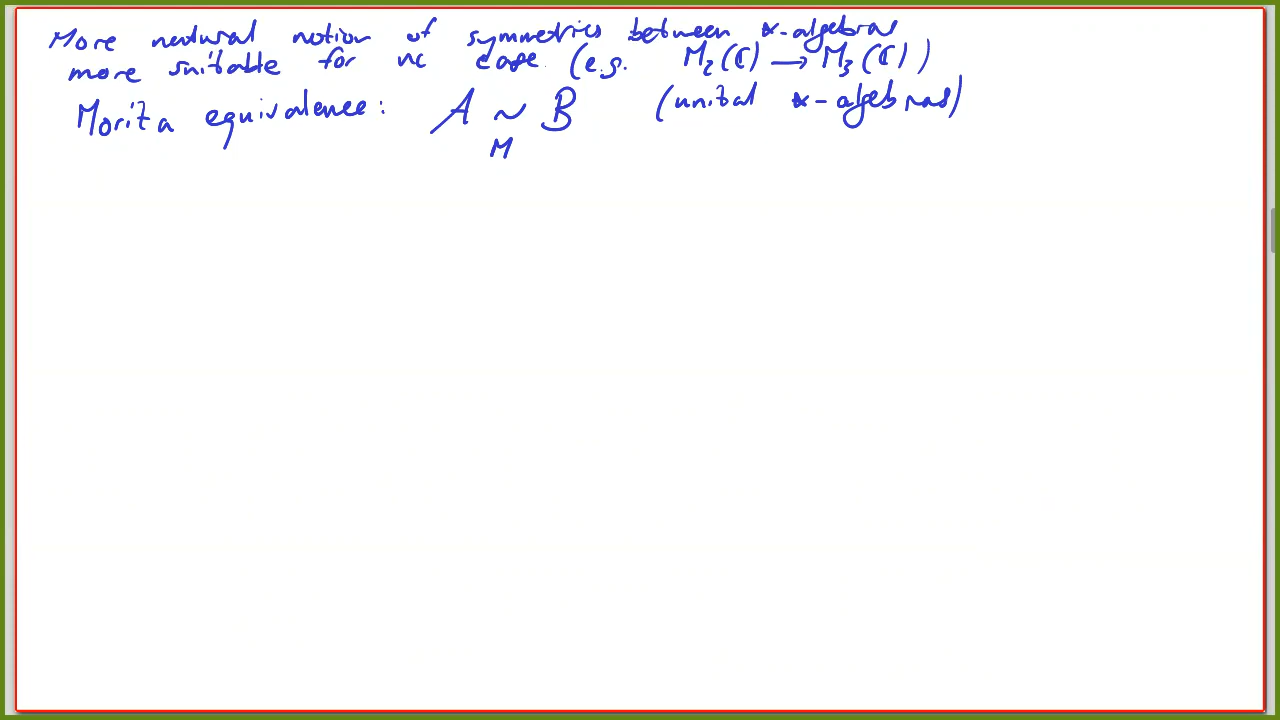 More natural notion of symmetries between *-algebras
more suitable for nc case (e.g. M₂(ℂ) → M₃(ℂ))
Morita equivalence: A ~ B (unital *-algebras)
M